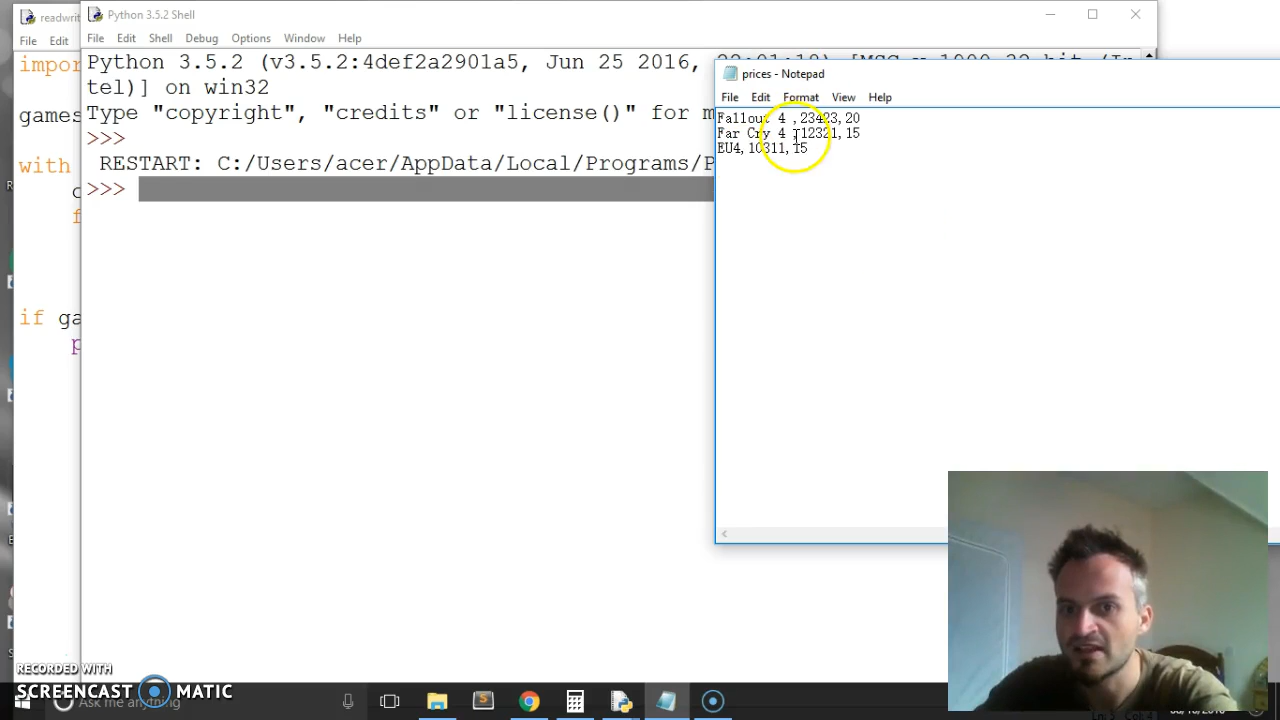 readwrit
Python 3.5.2 Shell
File Edit
File Edit Shell Debug Options Window Help
impor
games
with
if ga
p
Python 3.5.2 (v3.5.2:4def2a2901a5, Jun 25 2016,
tel)] on win32
Type "copyright", "credits" or "license()" for m
>>>
RESTART: C:/Users/acer/AppData/Local/Programs/P
>>>
prices - Notepad
File Edit Format View Help
Fallout 4 ,23423,20
Far Cry 4 ,12321,15
EU4,10311,15
RECORDED WITH
SCREENCAST MATIC
Ask me anything